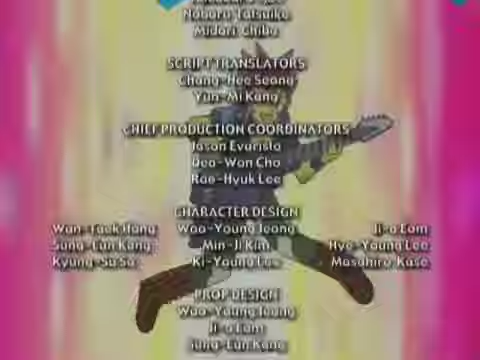 Noboru Tatsuike
Midori Chiba
SCRIPT TRANSLATORS
Chang-Hee Seong
Yun-Mi Kang
CHIEF PRODUCTION COORDINATORS
Jason Evaristo
Dea-Won Cho
Rae-Hyuk Lee
CHARACTER DESIGN
Wan-Taek Hong Woo-Young Jeong Ji-a Eom
Sung-Eun Kang Min-Ji Kim Hye-Young Lee
Kyung-Su Sa Ki-Young Lee Masahiro Kase
PROP DESIGN
Woo-Young Jeong
Ji-a Eom
Sung-Eun Kang